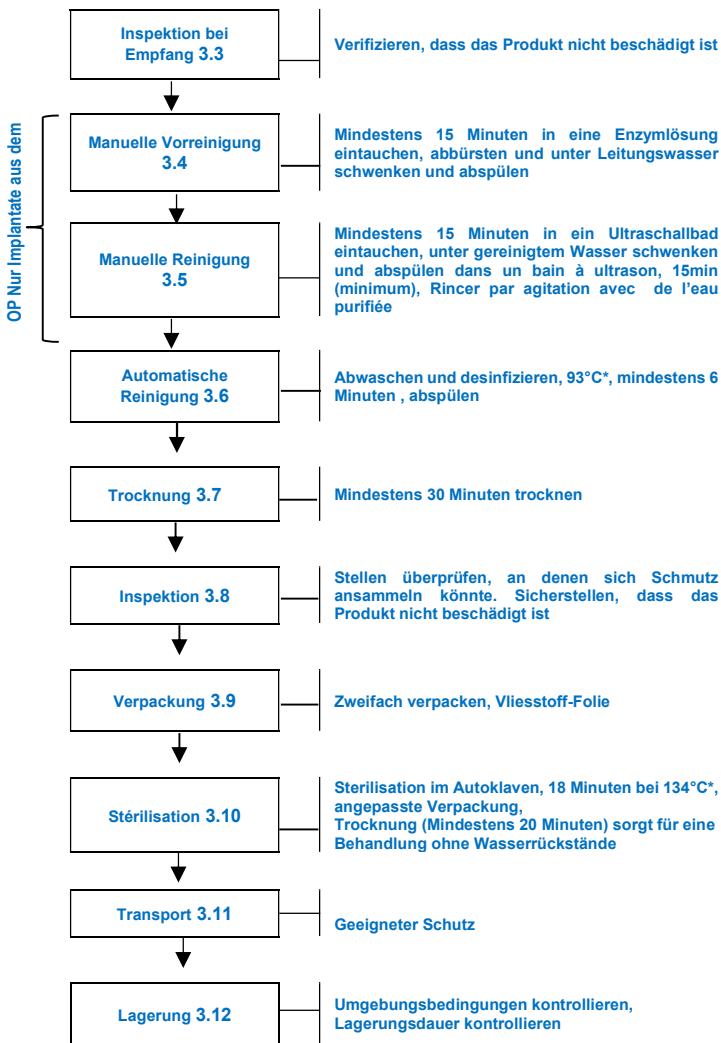 Inspektion bei
Empfang 3.3
Verifizieren, dass das Produkt nicht beschädigt ist
OP Nur Implantate aus dem
Manuelle Vorreinigung
3.4
Mindestens 15 Minuten in eine Enzymlösung
eintauchen, abbürsten und unter Leitungswasser
schwenken und abspülen
Manuelle Reinigung
3.5
Mindestens 15 Minuten in ein Ultraschallbad
eintauchen, unter gereinigtem Wasser schwenken
und abspülen dans un bain à ultrason, 15min
(minimum), Rincer par agitation avec de l'eau
purifiée
Automatische
Reinigung 3.6
Abwaschen und desinfizieren, 93°C*, mindestens 6
Minuten , abspülen
Trocknung 3.7
Mindestens 30 Minuten trocknen
Inspektion 3.8
Stellen überprüfen, an denen sich Schmutz
ansammeln könnte. Sicherstellen, dass das
Produkt nicht beschädigt ist
Verpackung 3.9
Zweifach verpacken, Vliesstoff-Folie
Stérilisation 3.10
Sterilisation im Autoklaven, 18 Minuten bei 134°C*,
angepasste Verpackung,
Trocknung (Mindestens 20 Minuten) sorgt für eine
Behandlung ohne Wasserrückstände
Transport 3.11
Geeigneter Schutz
Lagerung 3.12
Umgebungsbedingungen kontrollieren,
Lagerungsdauer kontrollieren